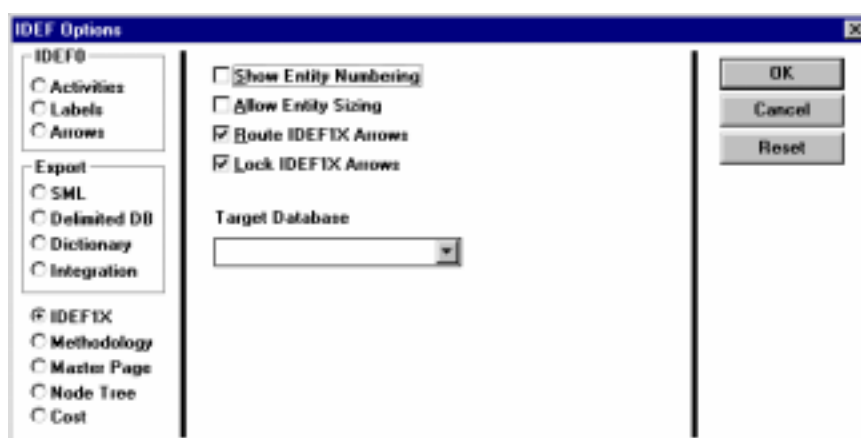 IDEF Options
IDEF0
Activities
Labels
Arrows
Export
SML
Delimited DB
Dictionary
Integration
IDEF1X
Methodology
Master Page
Node Tree
Cost
Show Entity Numbering
Allow Entity Sizing
Route IDEF1X Arrows
Lock IDEF1X Arrows
Target Database
OK
Cancel
Reset